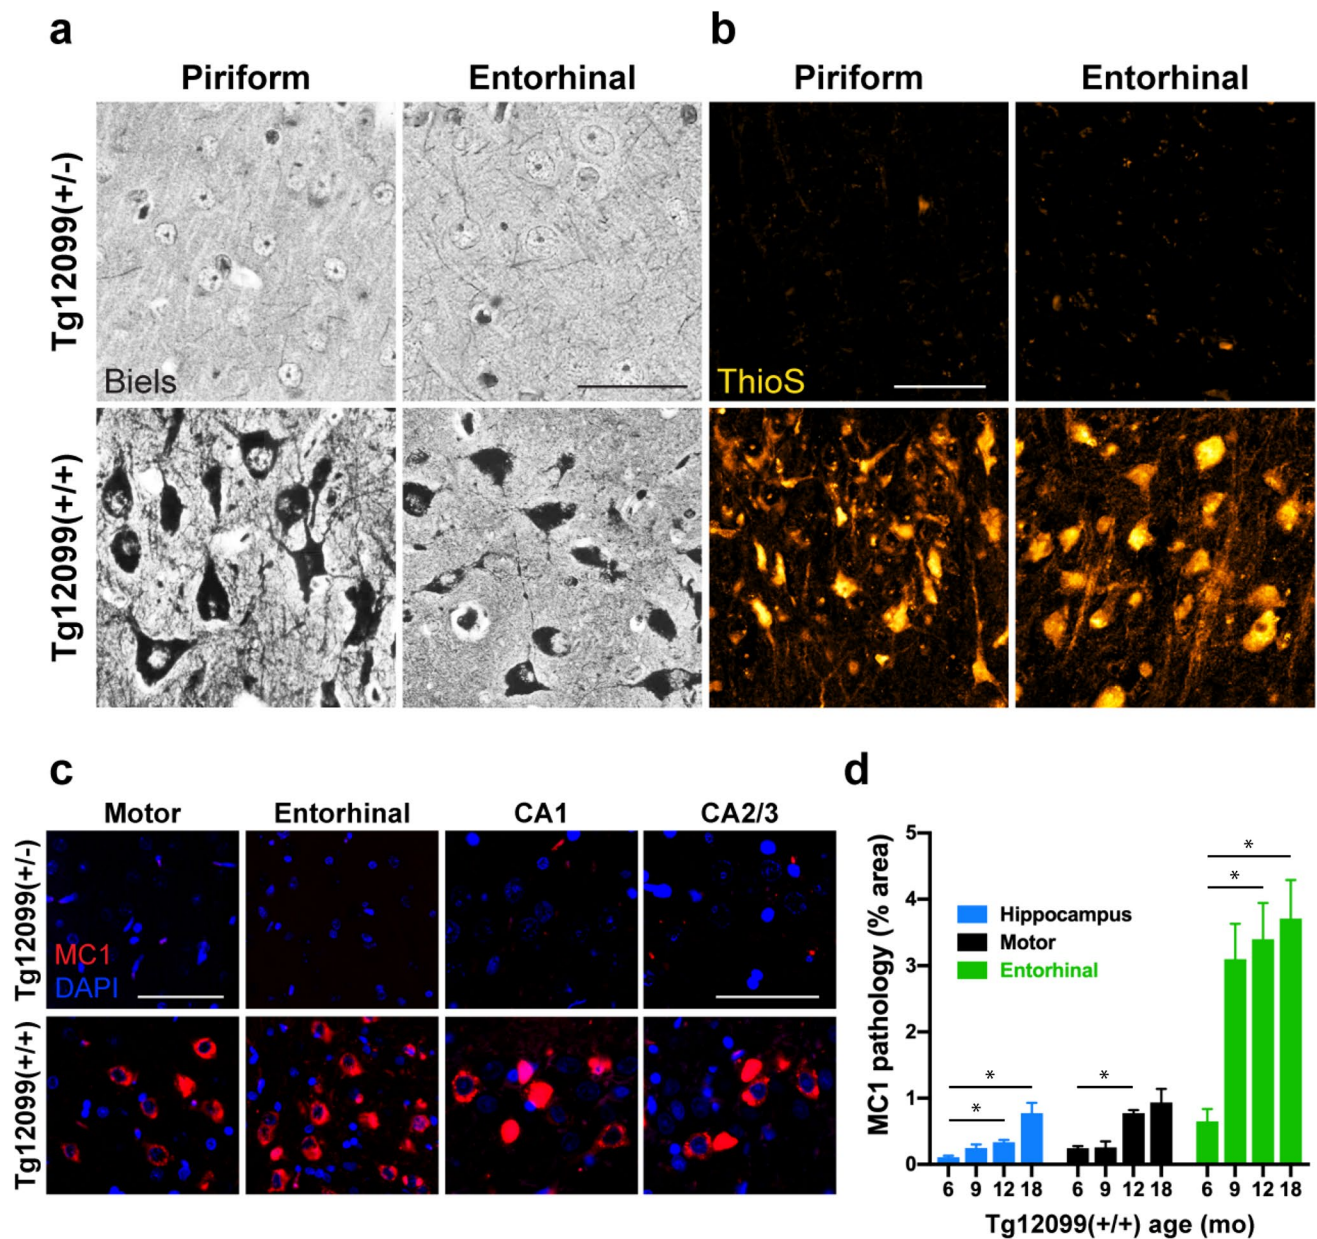 a
b
Piriform
Entorhinal
Piriform
Entorhinal
Tg12099(+/-)
Biels
ThioS
Tg12099(+/+)
c
d
Motor
Entorhinal
CA1
CA2/3
Tg12099(+/-)
MC1
DAPI
Tg12099(+/+)
MC1 pathology (% area)
5
4
3
2
1
0
Hippocampus
Motor
Entorhinal
* * * * *
6 9 12 18 6 9 12 18 6 9 12 18
Tg12099(+/+) age (mo)